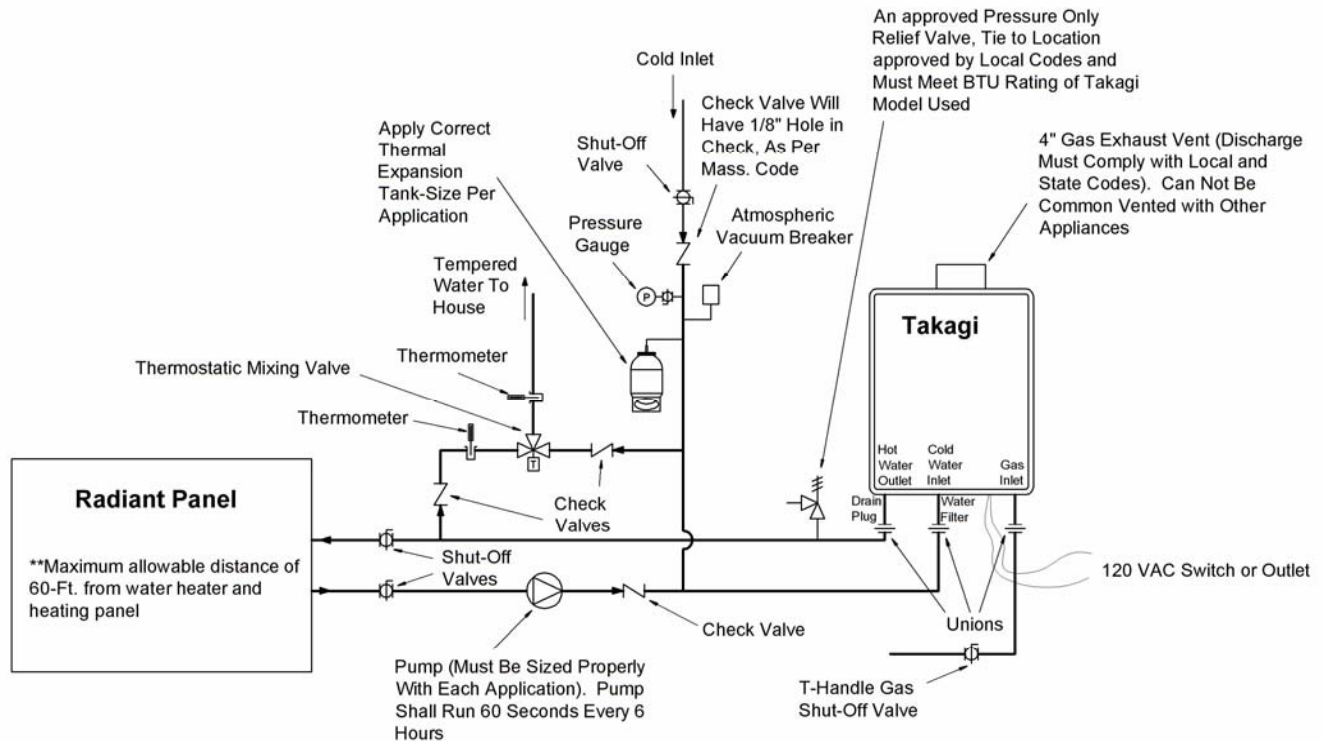 An approved Pressure Only
Relief Valve, Tie to Location
approved by Local Codes and
Must Meet BTU Rating of Takagi
Model Used
Cold Inlet
Check Valve Will
Have 1/8" Hole in
Check, As Per
Mass. Code
Apply Correct
Thermal
Expansion
Tank-Size Per
Application
Shut-Off
Valve
4" Gas Exhaust Vent (Discharge
Must Comply with Local and
State Codes). Can Not Be
Common Vented with Other
Appliances
Pressure
Gauge
Atmospheric
Vacuum Breaker
Tempered
Water To
House
P
Takagi
Thermometer
Thermostatic Mixing Valve
Thermometer
T
Hot
Water
Outlet
Cold
Water
Inlet
Gas
Inlet
Radiant Panel
Check
Valves
Drain
Plug
Water
Filter
**Maximum allowable distance of
60-Ft. from water heater and
heating panel
Shut-Off
Valves
120 VAC Switch or Outlet
Unions
Check Valve
Pump (Must Be Sized Properly
With Each Application). Pump
Shall Run 60 Seconds Every 6
Hours
T-Handle Gas
Shut-Off Valve